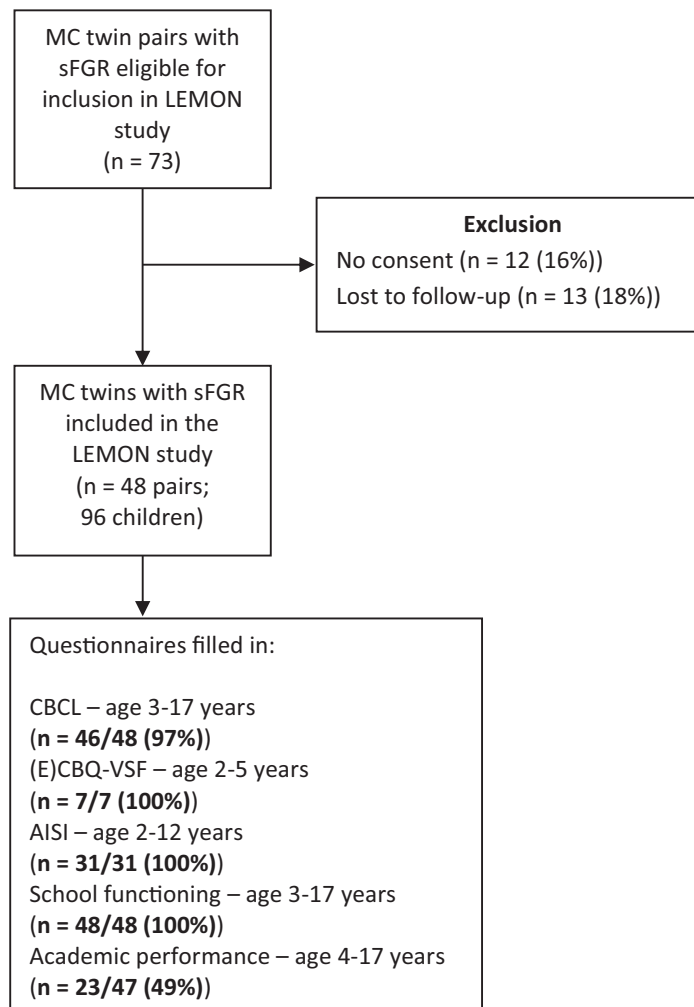 MC twin pairs with
sFGR eligible for
inclusion in LEMON
study
(n = 73)
Exclusion
No consent (n = 12 (16%))
Lost to follow-up (n = 13 (18%))
MC twins with sFGR
included in the
LEMON study
(n = 48 pairs;
96 children)
Questionnaires filled in:
CBCL – age 3-17 years
(n = 46/48 (97%))
(E)CBQ-VSF – age 2-5 years
(n = 7/7 (100%))
AISI – age 2-12 years
(n = 31/31 (100%))
School functioning – age 3-17 years
(n = 48/48 (100%))
Academic performance – age 4-17 years
(n = 23/47 (49%))